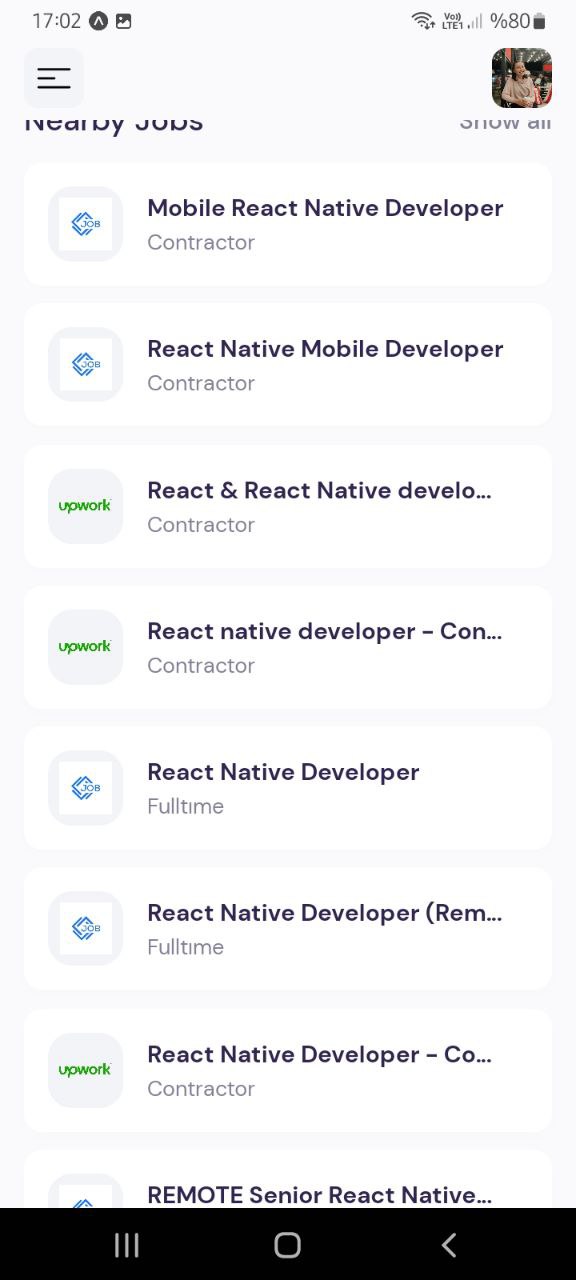 17:02
Vo))
LTE1
%80
Nearby Jobs
Show all
JOB
Mobile React Native Developer
Contractor
JOB
React Native Mobile Developer
Contractor
upwork
React & React Native develo...
Contractor
upwork
React native developer - Con...
Contractor
JOB
React Native Developer
Fulltıme
JOB
React Native Developer (Rem...
Fulltıme
upwork
React Native Developer - Co...
Contractor
REMOTE Senior React Native...